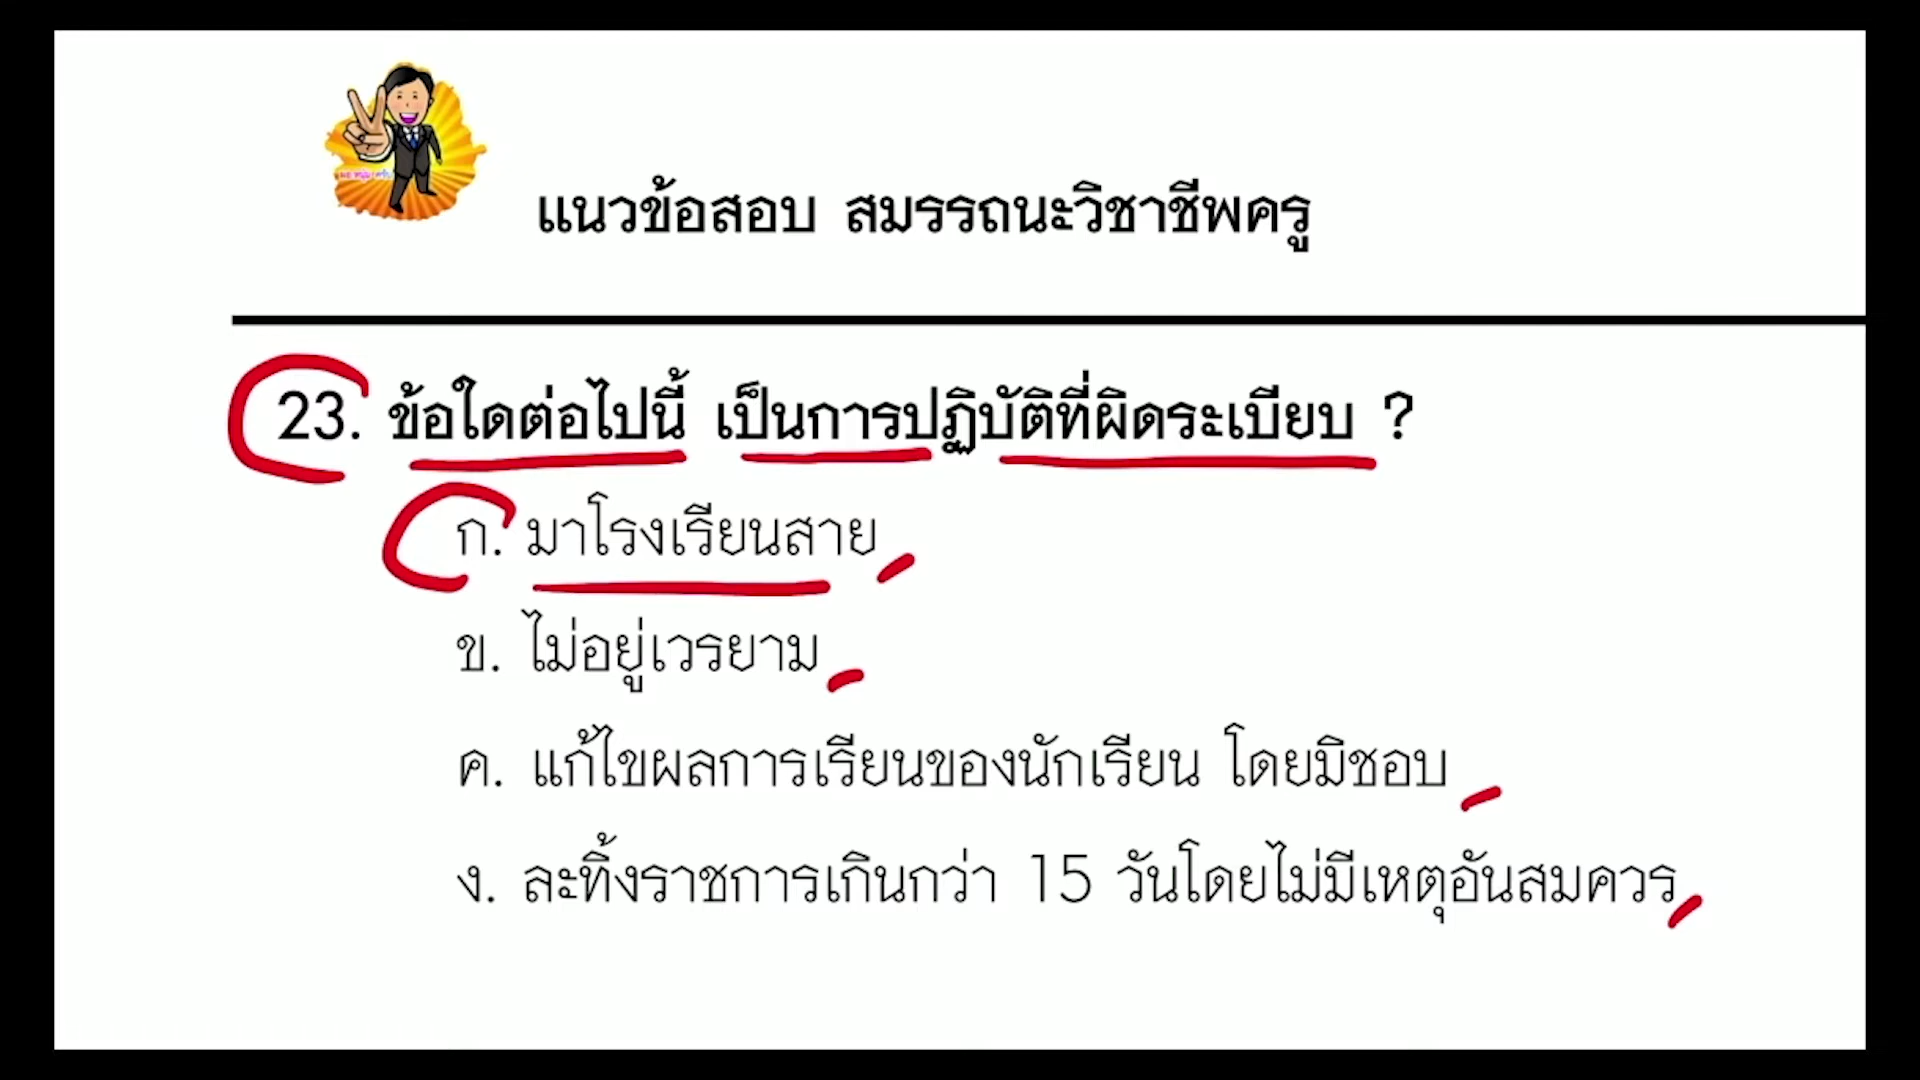 แนวข้อสอบ สมรรถนะวิชาชีพครู
23. ข้อใดต่อไปนี้ เป็นการปฏิบัติที่ผิดระเบียบ ?
ก. มาโรงเรียนสาย
ข. ไม่อยู่เวรยาม
ค. แก้ไขผลการเรียนของนักเรียน โดยมิชอบ
ง. ละทิ้งราชการเกินกว่า 15 วันโดยไม่มีเหตุอันสมควร